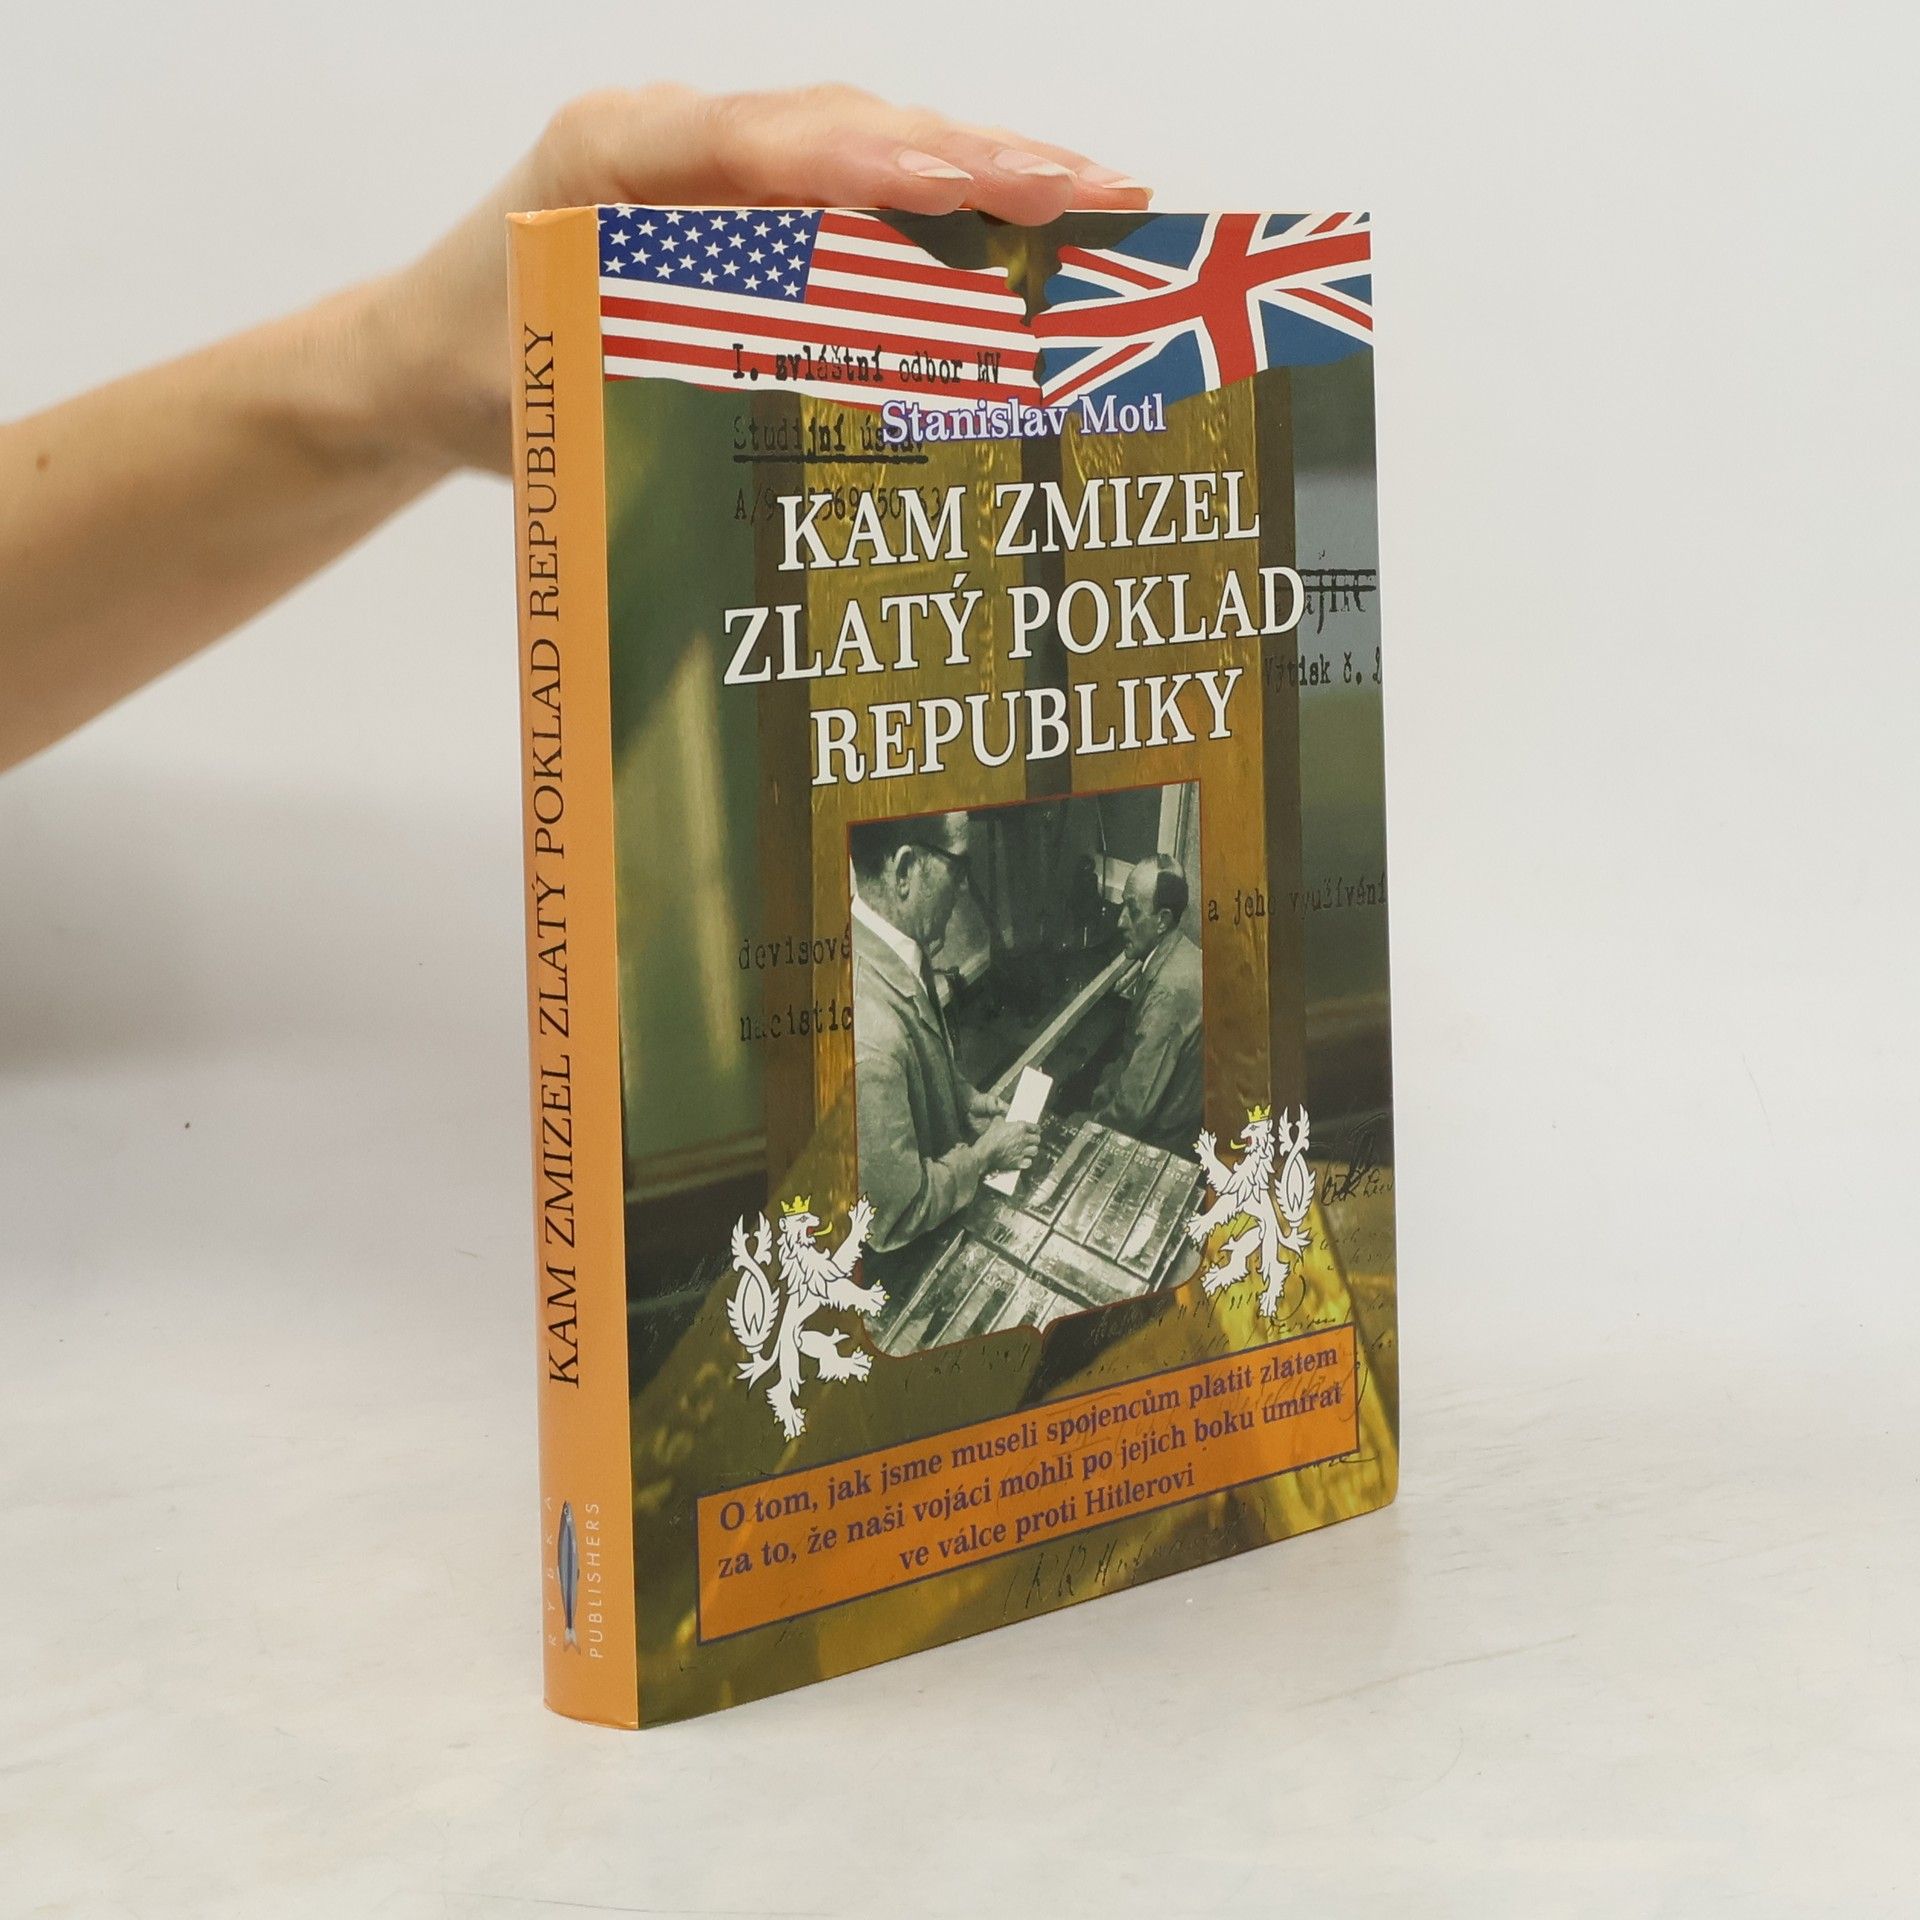 KAM ZMIZEL ZLATÝ POKLAD REPUBLIKY
RYBKA
PUBLISHERS
I. zvláštní odbor MV
Stanislav Motl
Studijní
KAM ZMIZEL
ZLATÝ POKLAD
REPUBLIKY
Výtisk č. 2
a jeho využívání
devisové
nacistic
O tom, jak jsme museli spojencům platit zlatem
za to, že naši vojáci mohli po jejich boku umírat
ve válce proti Hitlerovi